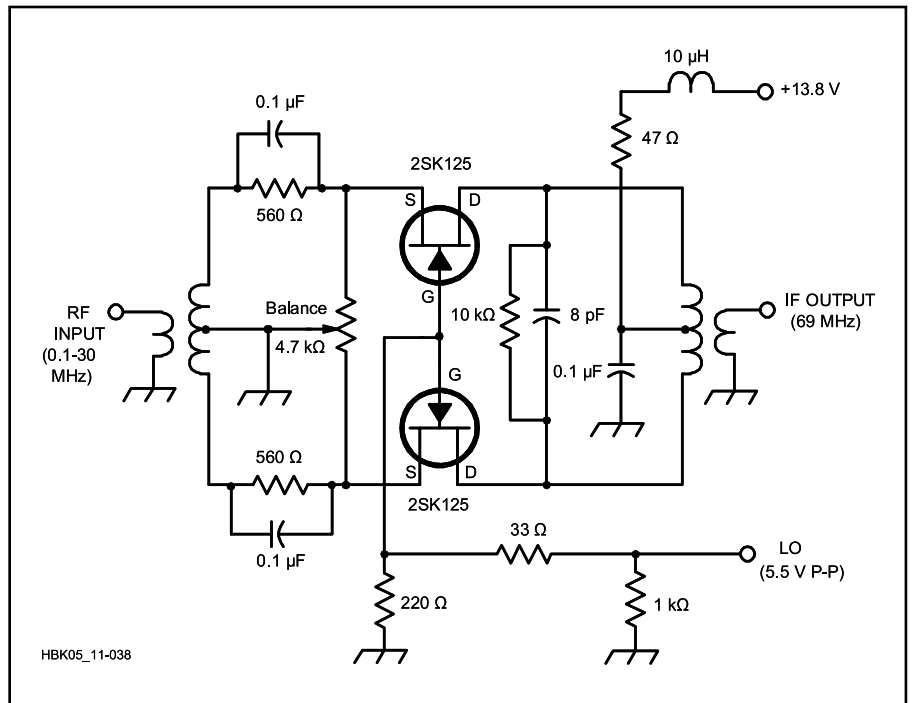 10 µH
+13.8 V
0.1 µF
47 Ω
2SK125
560 Ω
S
D
G
RF
INPUT
(0.1-30
MHz)
Balance
4.7 kΩ
10 kΩ
8 pF
IF OUTPUT
(69 MHz)
0.1 µF
G
560 Ω
S
D
2SK125
0.1 µF
33 Ω
LO
(5.5 V P-P)
220 Ω
1 kΩ
HBK05_11-038